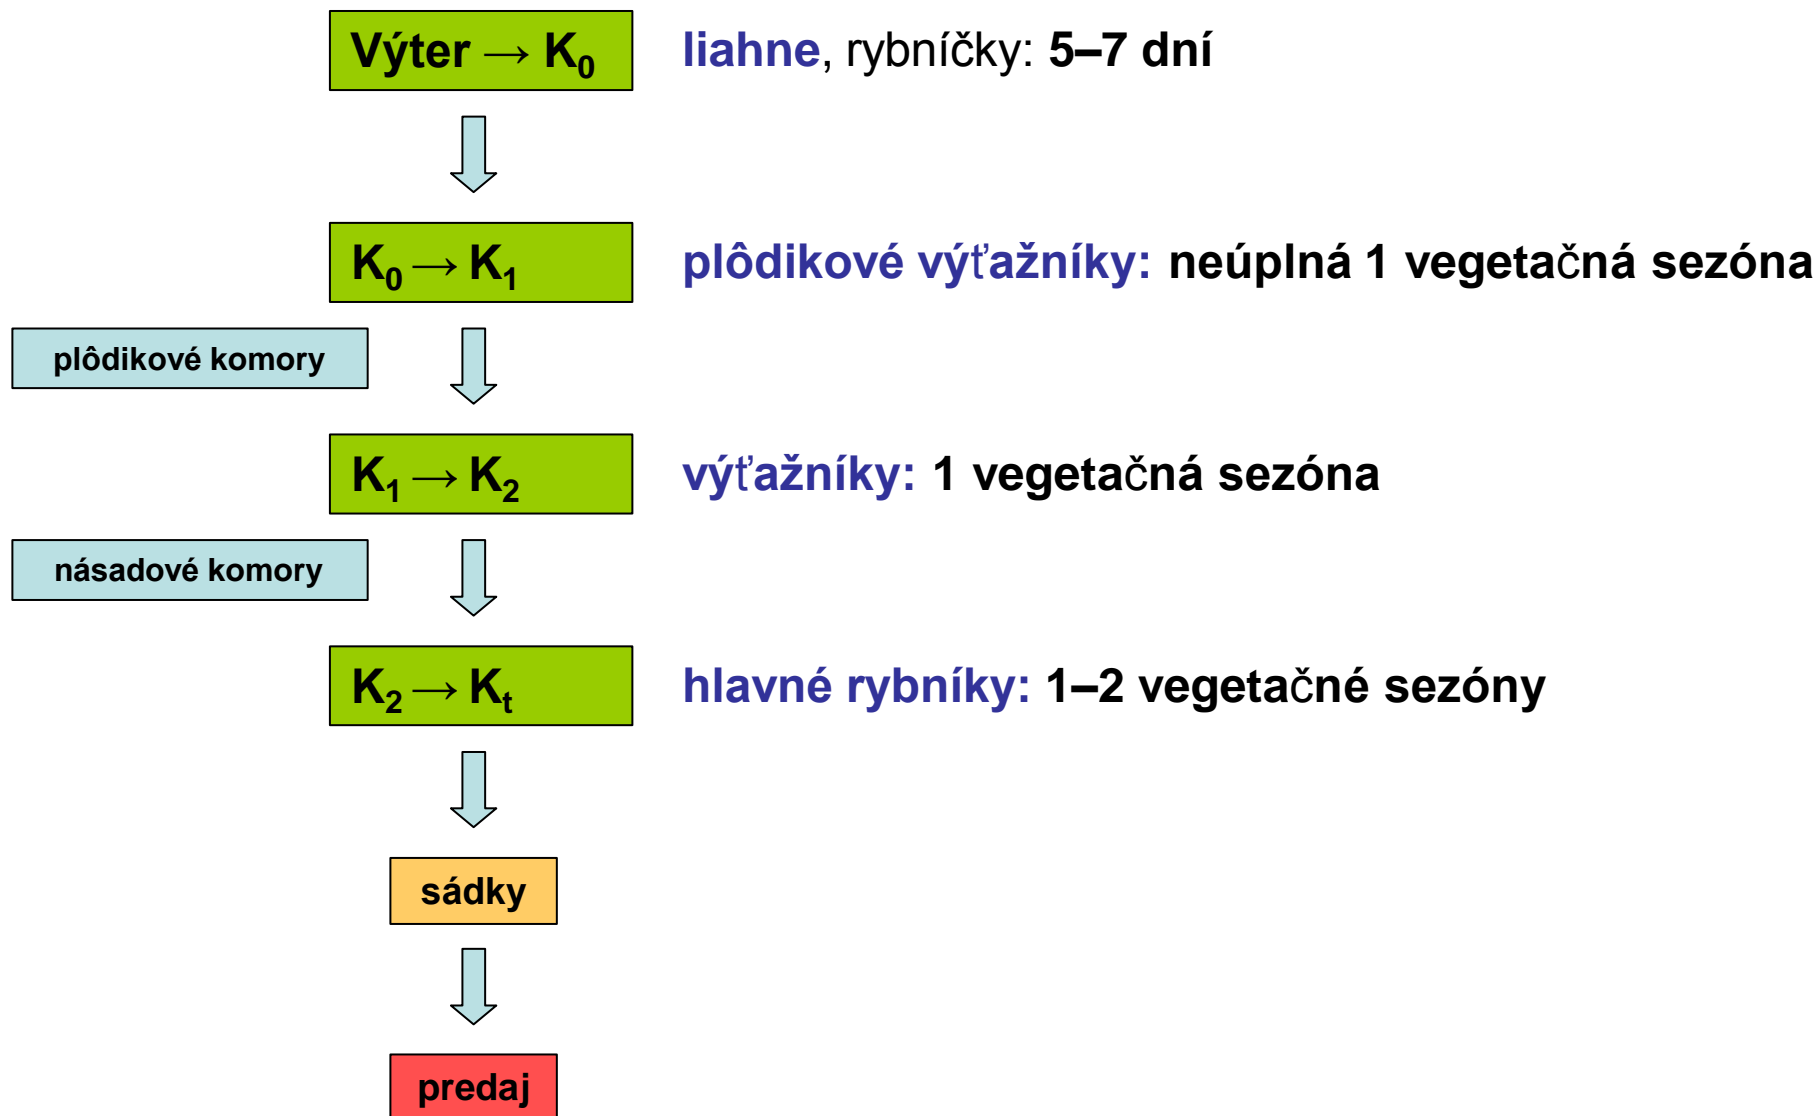 Výter → K₀ liahne, rybníčky: 5–7 dní
K₀ → K₁ plôdikové výťažníky: neúplná 1 vegetačná sezóna
plôdikové komory
K₁ → K₂ výťažníky: 1 vegetačná sezóna
násadové komory
K₂ → Kₜ hlavné rybníky: 1–2 vegetačné sezóny
sádky
predaj